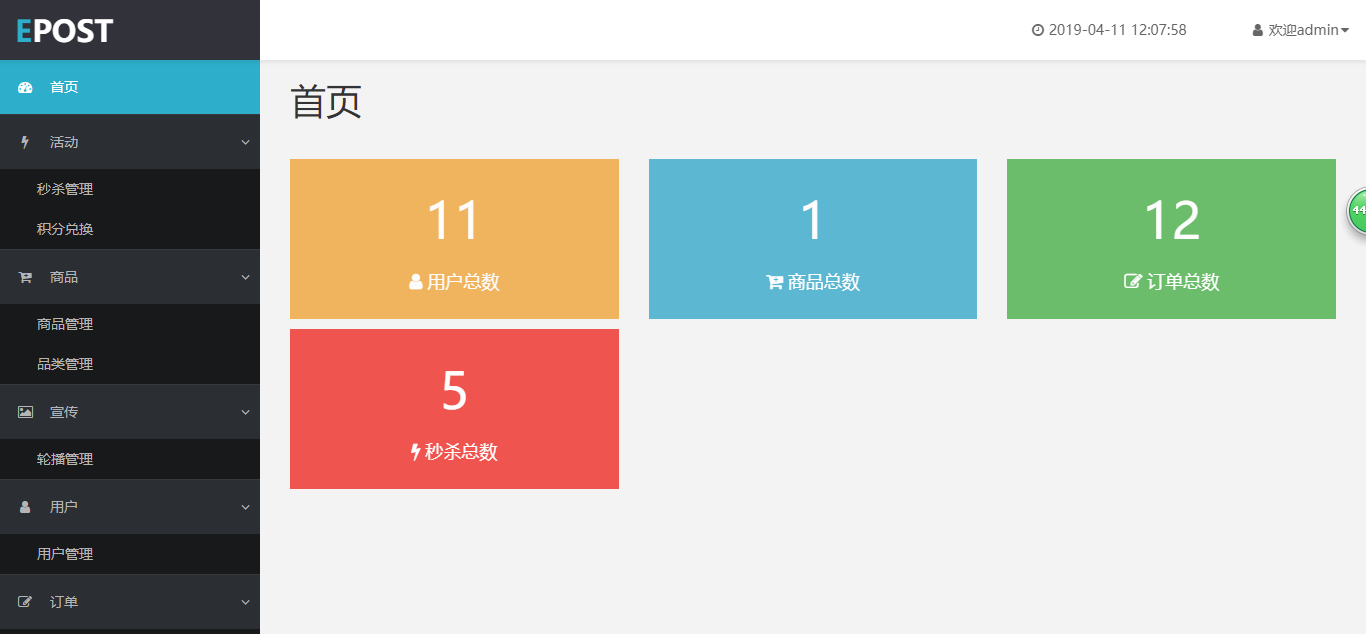 EPOST
2019-04-11 12:07:58
欢迎admin
首页
活动
秒杀管理
积分兑换
商品
商品管理
品类管理
宣传
轮播管理
用户
用户管理
订单
首页
11
用户总数
1
商品总数
12
订单总数
5
秒杀总数
44